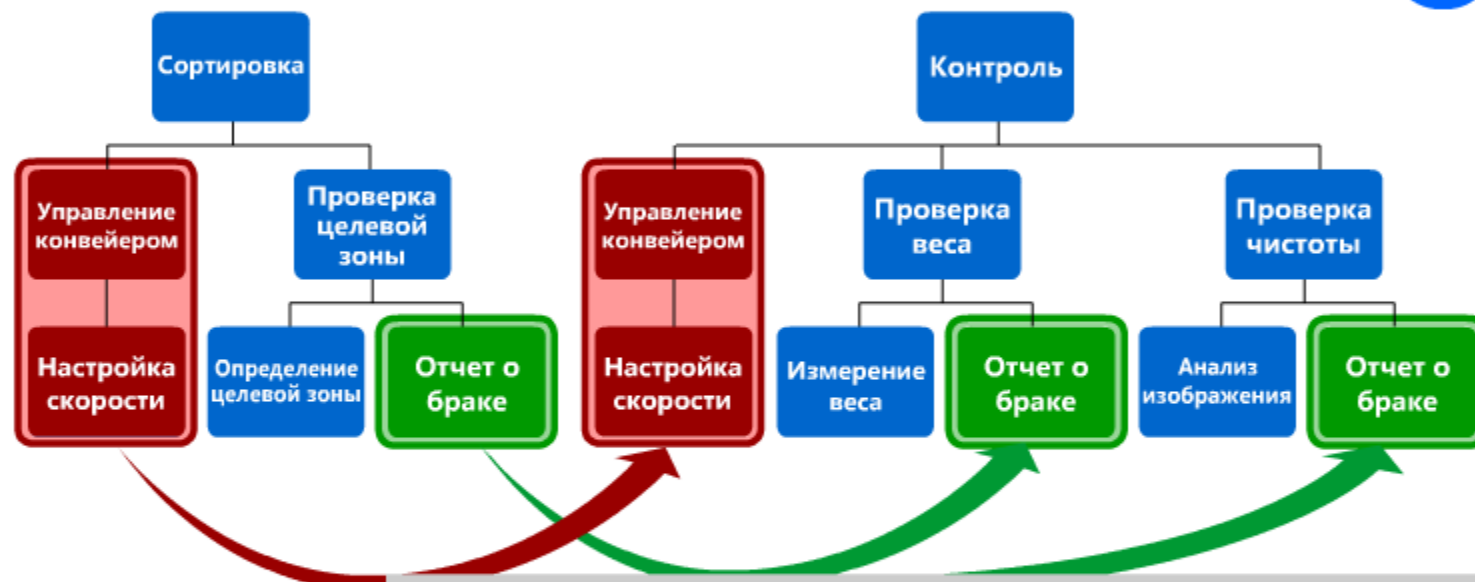 Сортировка
Контроль
Управление
конвейером
Проверка
целевой
зоны
Управление
конвейером
Проверка
веса
Проверка
чистоты
Настройка
скорости
Определение
целевой зоны
Отчет о
браке
Настройка
скорости
Измерение
веса
Отчет о
браке
Анализ
изображения
Отчет о
браке